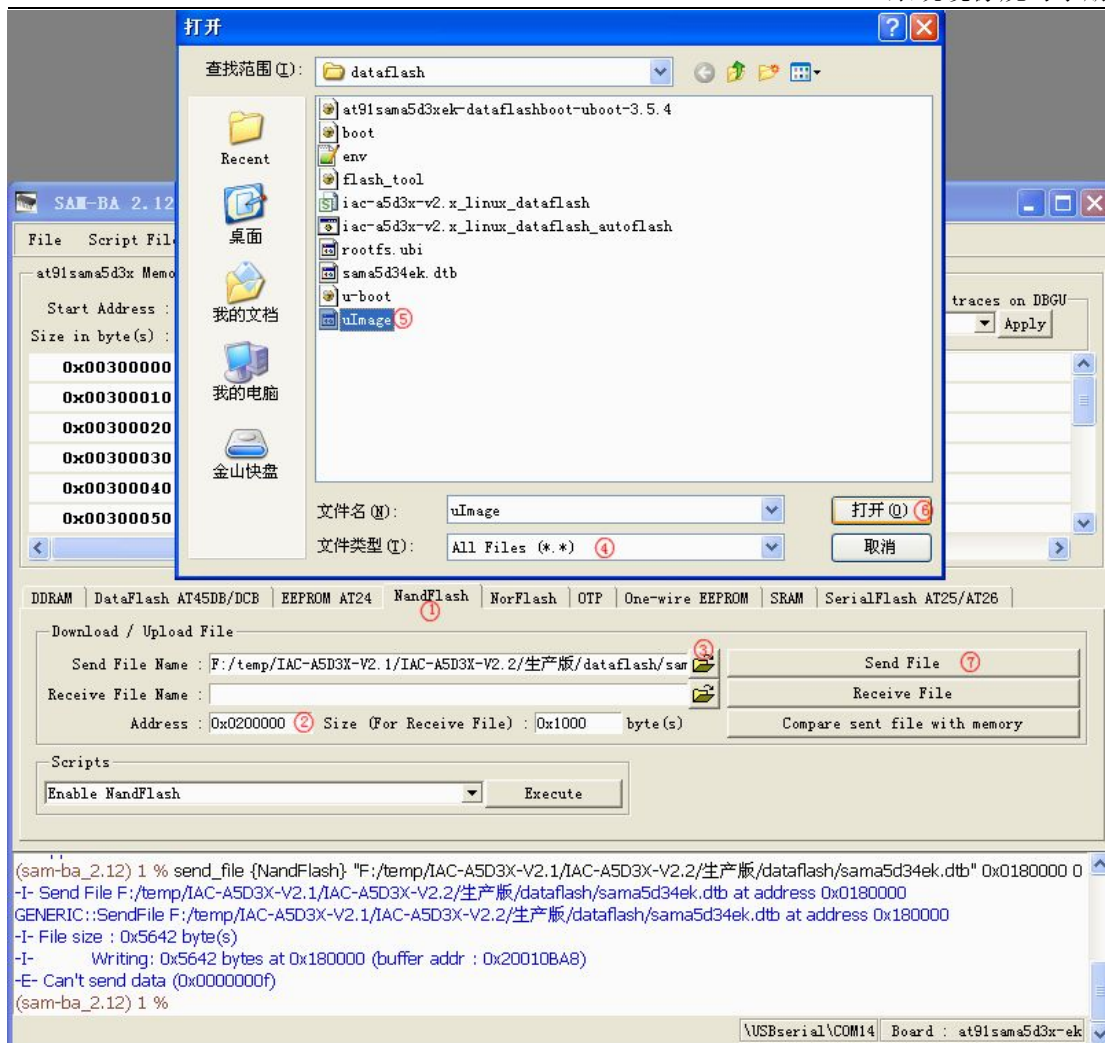 打开
查找范围(I): dataflash
at91sama5d3xek-dataflashboot-uboot-3.5.4
boot
env
flash_tool
iac-a5d3x-v2.x_linux_dataflash
iac-a5d3x-v2.x_linux_dataflash_autoflash
rootfs.ubi
sama5d34ek.dtb
u-boot
uImage ⑤
Recent
桌面
我的文档
我的电脑
金山快盘
文件名(N): uImage 打开(O) ⑥
文件类型(T): All Files (*.*) ④ 取消
SAM-BA 2.12
File Script Fil
at91sama5d3x Memo
Start Address :
Size in byte(s) :
traces on DBGU
Apply
0x00300000
0x00300010
0x00300020
0x00300030
0x00300040
0x00300050
DDRAM DataFlash AT45DB/DCB EEPROM AT24 NandFlash NorFlash OTP One-wire EEPROM SRAM SerialFlash AT25/AT26
①
Download / Upload File
Send File Name : F:/temp/IAC-A5D3X-V2.1/IAC-A5D3X-V2.2/生产版/dataflash/sam ③ Send File ⑦
Receive File Name : Receive File
Address : 0x0200000 ② Size (For Receive File) : 0x1000 byte(s) Compare sent file with memory
Scripts
Enable NandFlash Execute
(sam-ba_2.12) 1 % send_file {NandFlash} "F:/temp/IAC-A5D3X-V2.1/IAC-A5D3X-V2.2/生产版/dataflash/sama5d34ek.dtb" 0x0180000 0
-I- Send File F:/temp/IAC-A5D3X-V2.1/IAC-A5D3X-V2.2/生产版/dataflash/sama5d34ek.dtb at address 0x0180000
GENERIC::SendFile F:/temp/IAC-A5D3X-V2.1/IAC-A5D3X-V2.2/生产版/dataflash/sama5d34ek.dtb at address 0x180000
-I- File size : 0x5642 byte(s)
-I- Writing: 0x5642 bytes at 0x180000 (buffer addr : 0x20010BA8)
-E- Can't send data (0x0000000f)
(sam-ba_2.12) 1 %
\USBserial\COM14 Board : at91sama5d3x-ek